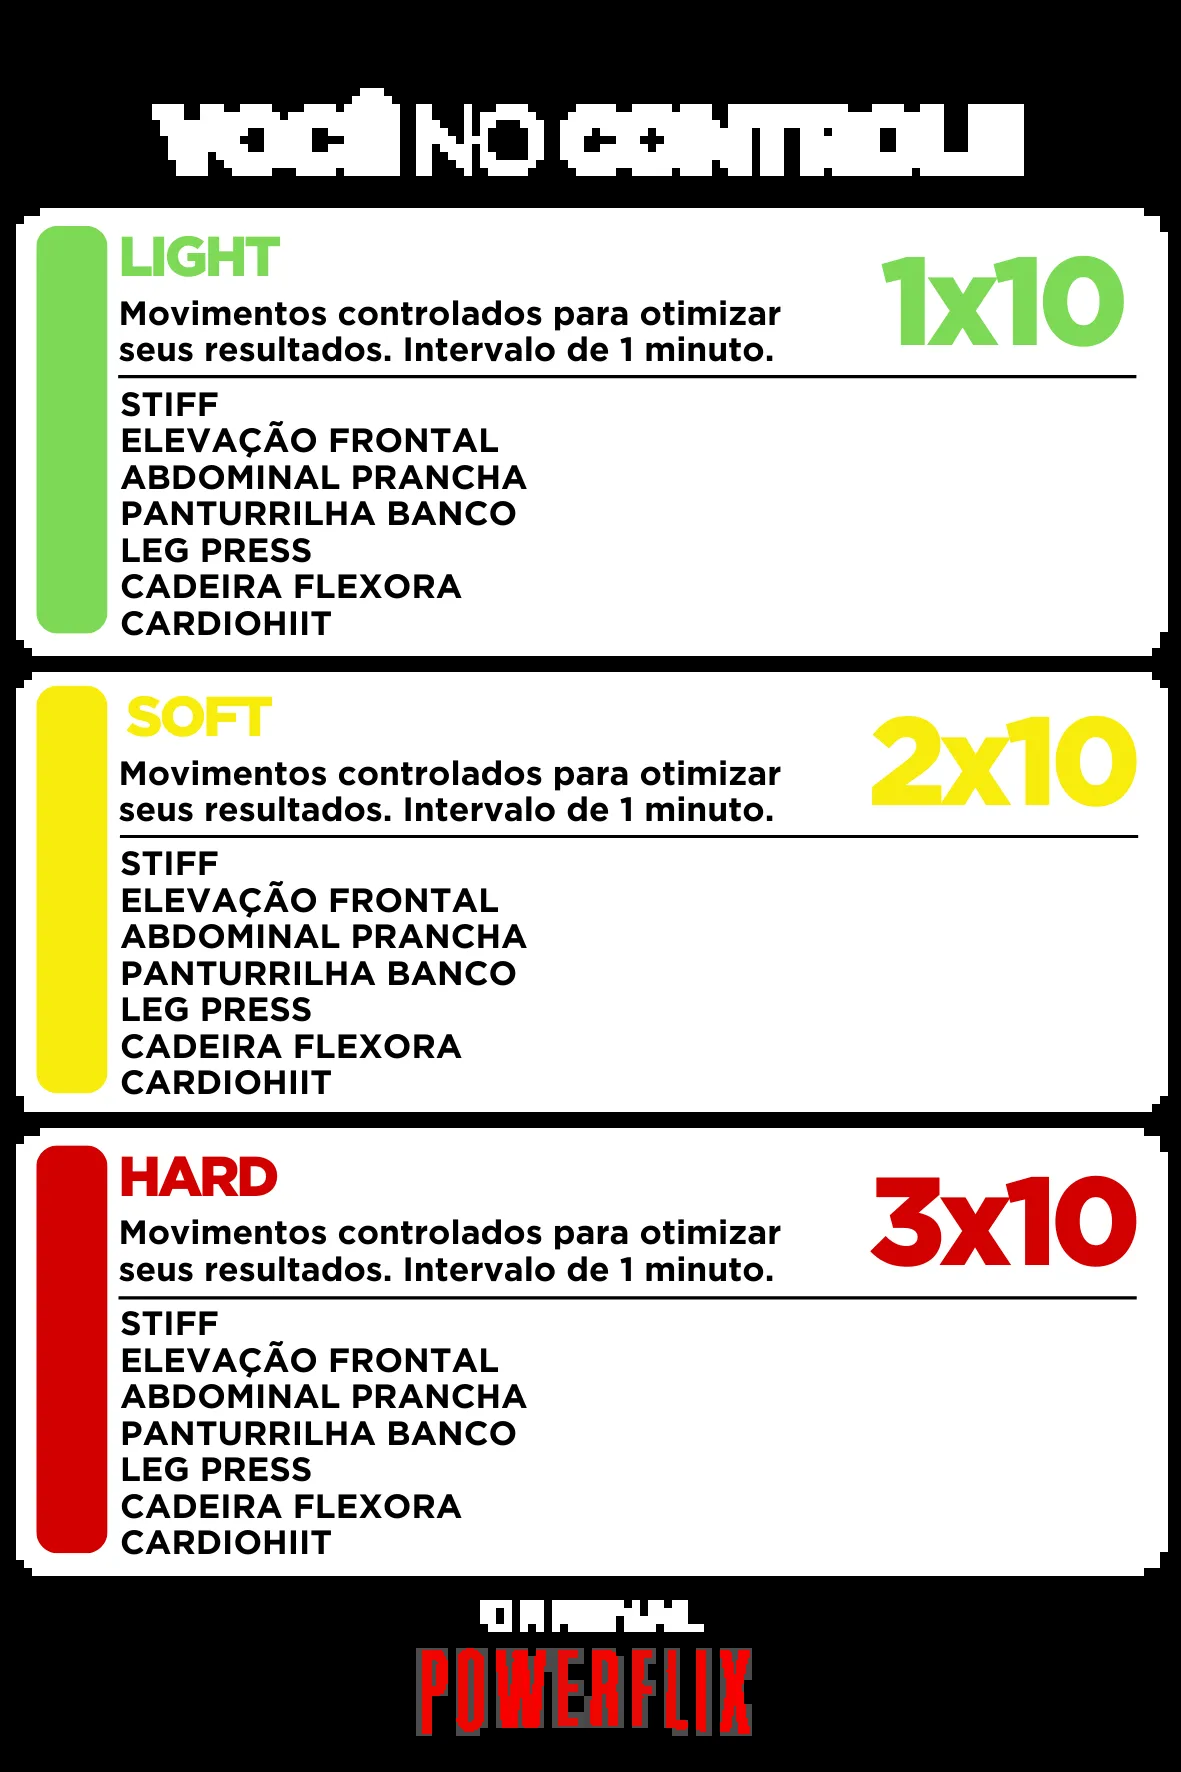 VOCÊ NO CONTROLE
LIGHT
1x10
Movimentos controlados para otimizar
seus resultados. Intervalo de 1 minuto.
STIFF
ELEVAÇÃO FRONTAL
ABDOMINAL PRANCHA
PANTURRILHA BANCO
LEG PRESS
CADEIRA FLEXORA
CARDIOHIIT
SOFT
2x10
Movimentos controlados para otimizar
seus resultados. Intervalo de 1 minuto.
STIFF
ELEVAÇÃO FRONTAL
ABDOMINAL PRANCHA
PANTURRILHA BANCO
LEG PRESS
CADEIRA FLEXORA
CARDIOHIIT
HARD
3x10
Movimentos controlados para otimizar
seus resultados. Intervalo de 1 minuto.
STIFF
ELEVAÇÃO FRONTAL
ABDOMINAL PRANCHA
PANTURRILHA BANCO
LEG PRESS
CADEIRA FLEXORA
CARDIOHIIT
POWERFLIX